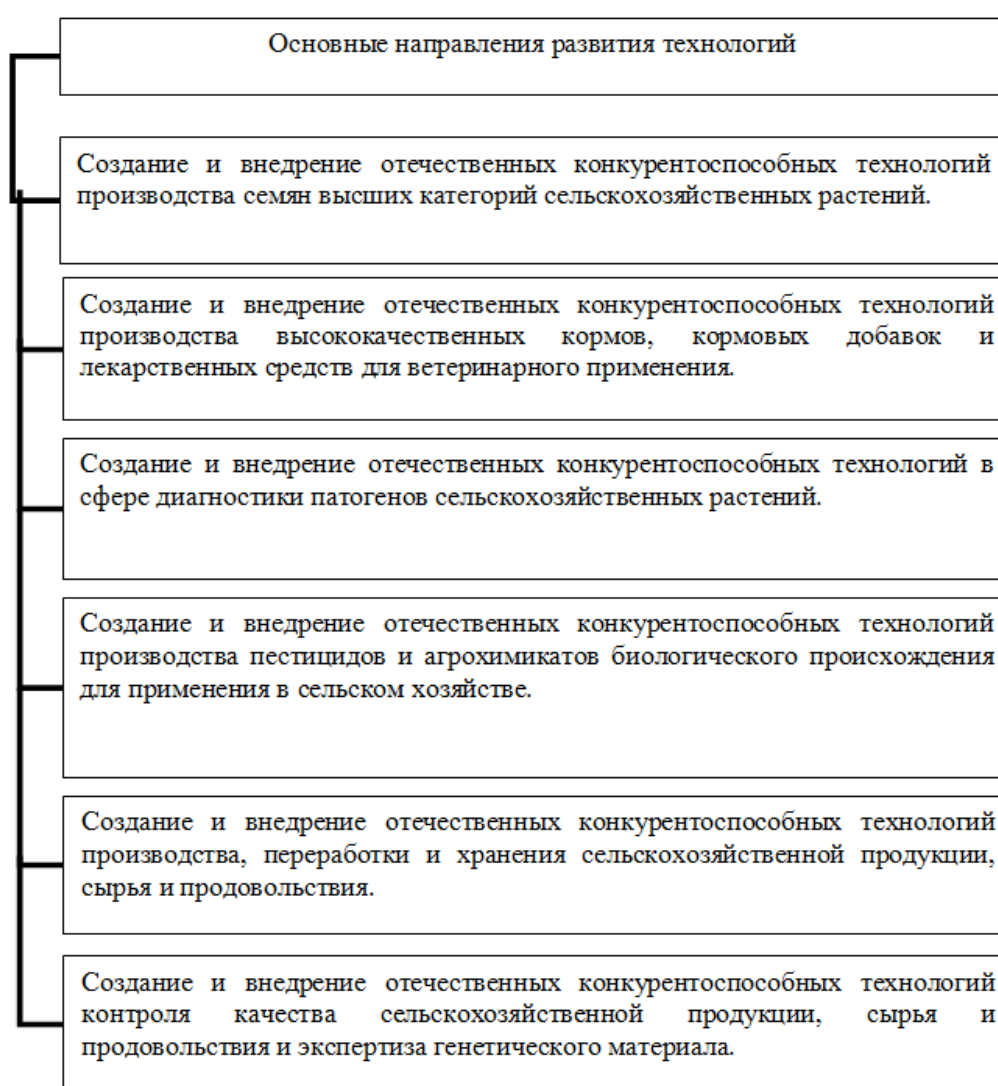 Основные направления развития технологий
Создание и внедрение отечественных конкурентоспособных технологий
производства семян высших категорий сельскохозяйственных растений.
Создание и внедрение отечественных конкурентоспособных технологий
производства высококачественных кормов, кормовых добавок и
лекарственных средств для ветеринарного применения.
Создание и внедрение отечественных конкурентоспособных технологий в
сфере диагностики патогенов сельскохозяйственных растений.
Создание и внедрение отечественных конкурентоспособных технологий
производства пестицидов и агрохимикатов биологического происхождения
для применения в сельском хозяйстве.
Создание и внедрение отечественных конкурентоспособных технологий
производства, переработки и хранения сельскохозяйственной продукции,
сырья и продовольствия.
Создание и внедрение отечественных конкурентоспособных технологий
контроля качества сельскохозяйственной продукции, сырья и
продовольствия и экспертиза генетического материала.